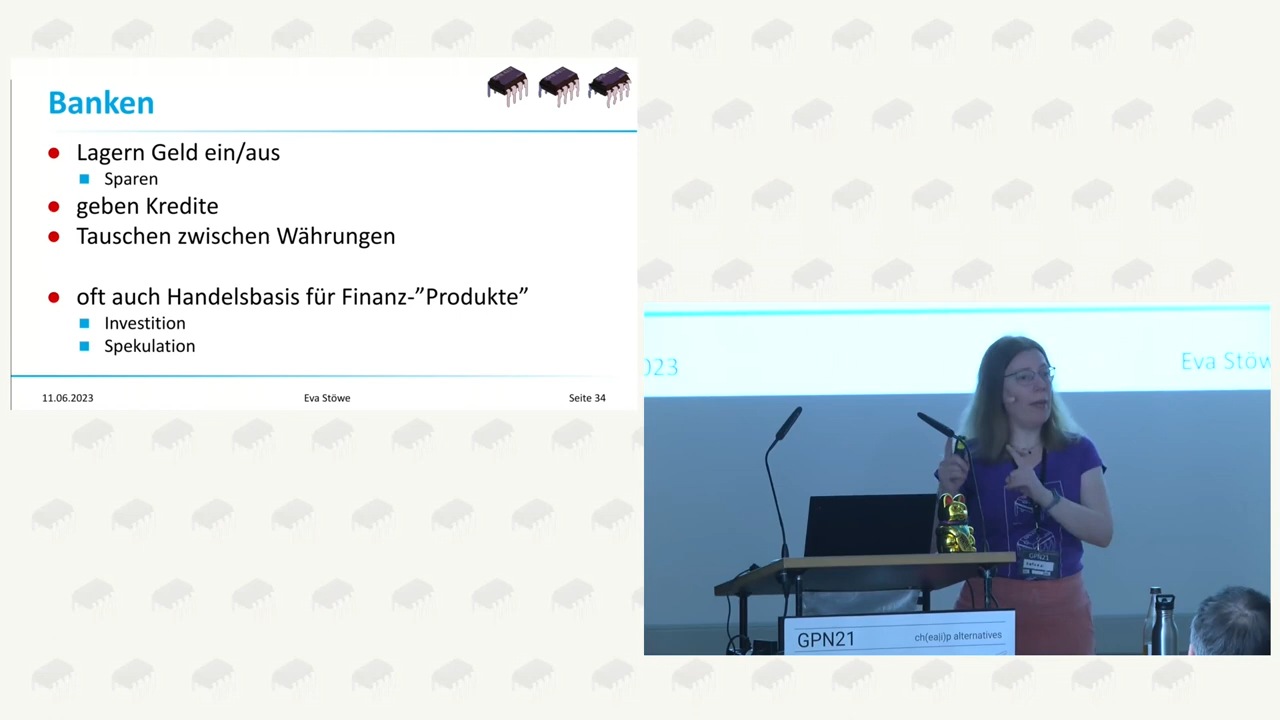 Banken
Lagern Geld ein/aus
Sparen
geben Kredite
Tauschen zwischen Währungen
oft auch Handelsbasis für Finanz-”Produkte”
Investition
Spekulation
11.06.2023
Eva Stöwe
Seite 34
023
Eva Stöw
GPN21
GPN21
ch(ea|i)p alternatives